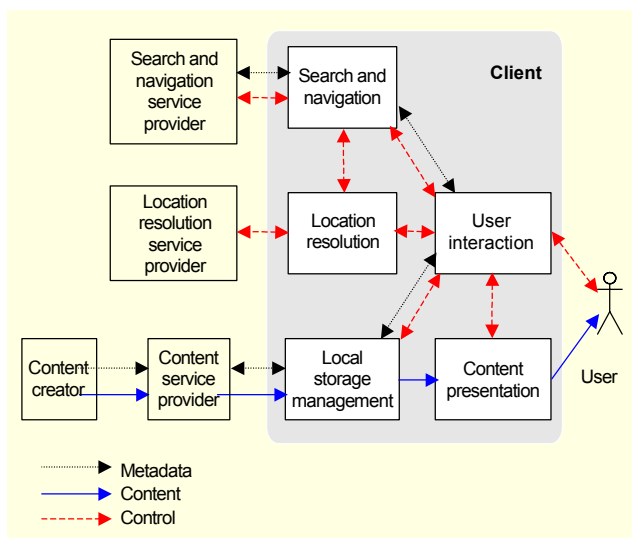 Search and
navigation
service
provider
Search and
navigation
Client
Location
resolution
service
provider
Location
resolution
User
interaction
Content
creator
Content
service
provider
Local
storage
management
Content
presentation
User
Metadata
Content
Control